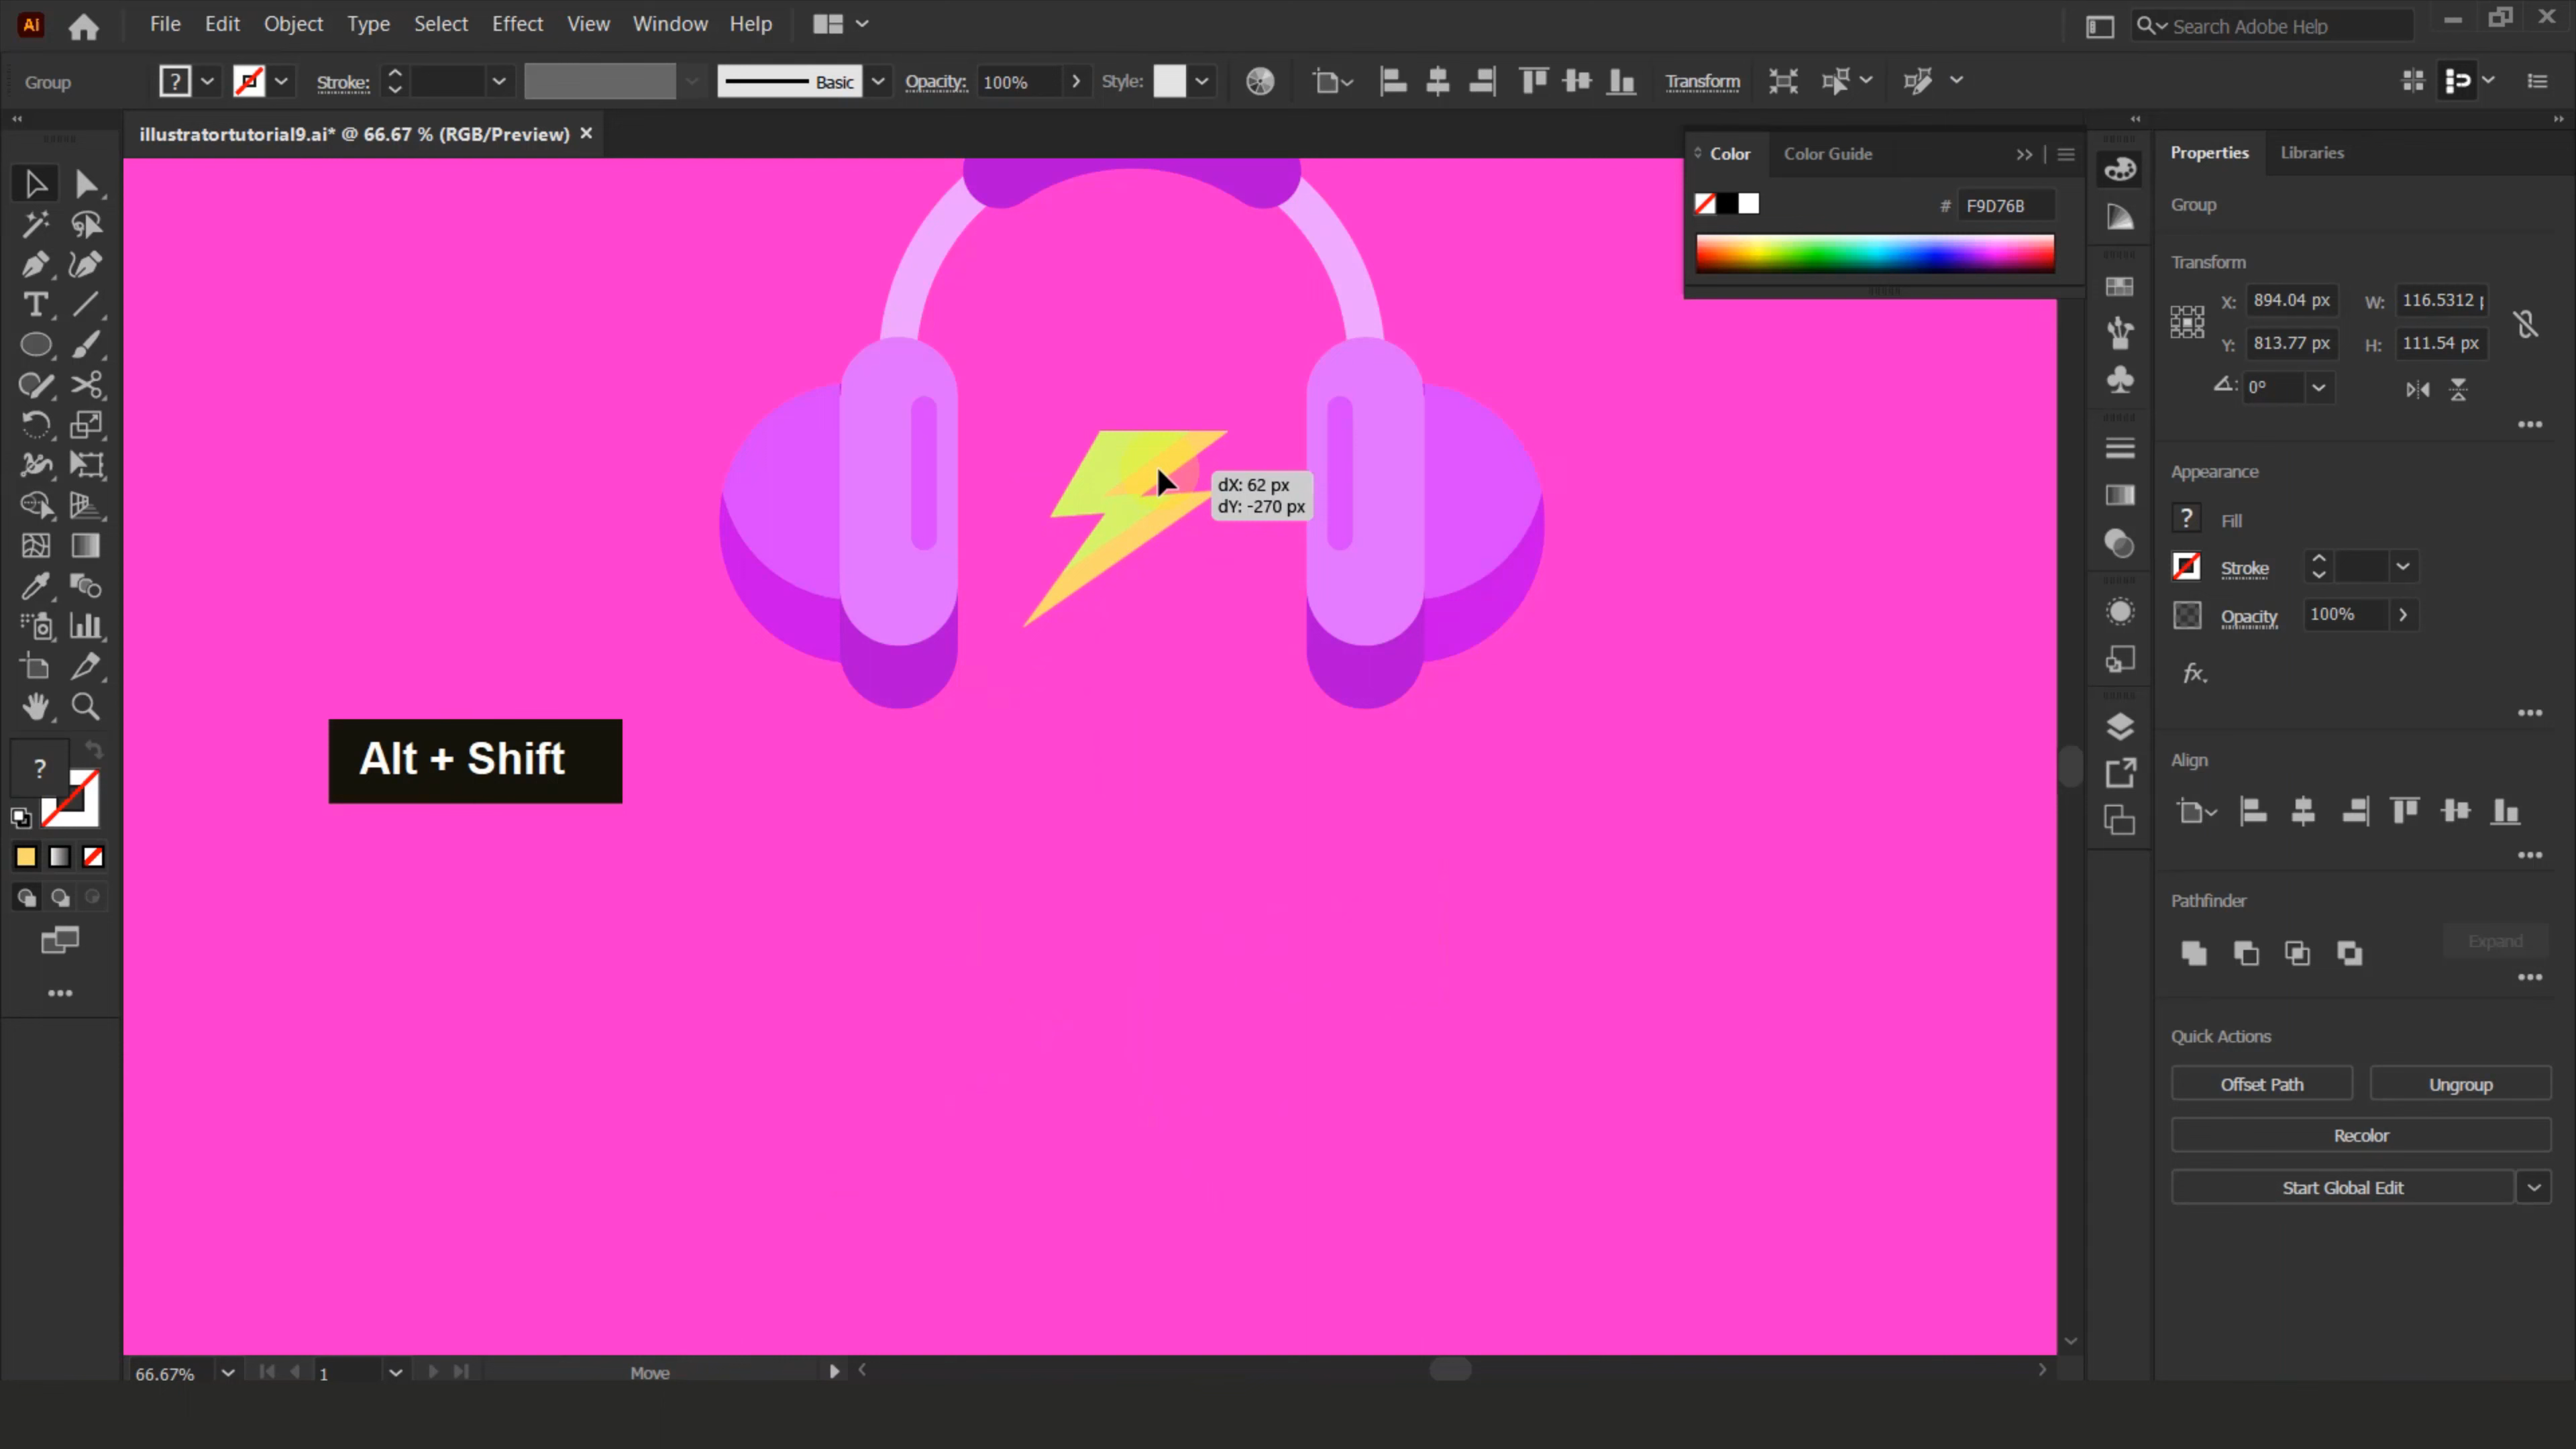 Ai File Edit Object Type Select Effect View Window Help Search Adobe Help
Group ? Stroke: Basic Opacity: 100% Style: Transform
illustratortutorial9.ai* @ 66.67 % (RGB/Preview) ×
Color Color Guide
# F9D76B
Properties Libraries
Group
Transform
X: 894.04 px W: 116.5312 p
Y: 813.77 px H: 111.54 px
0°
Appearance
? Fill
Stroke
Opacity 100%
fx.
dX: 62 px
dY: -270 px
Alt + Shift
?
Align
Pathfinder
Expand
Quick Actions
Offset Path Ungroup
Recolor
Start Global Edit
66.67% 1 Move